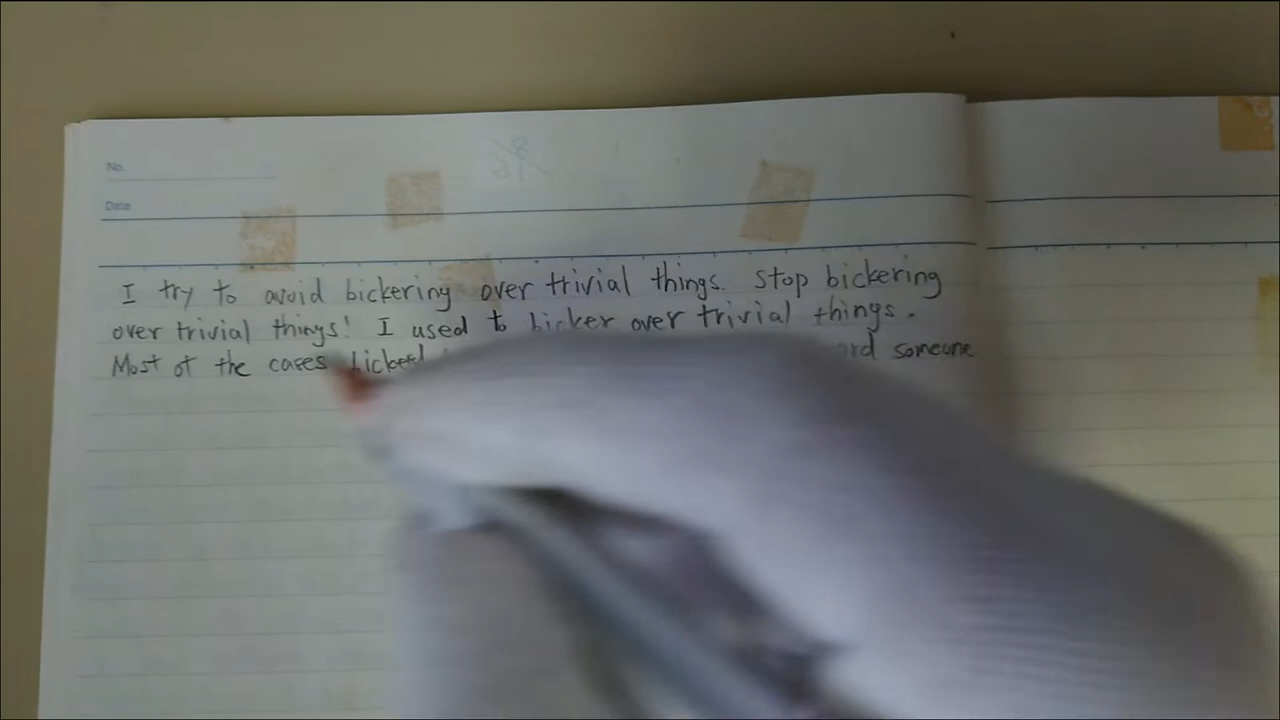 No.
Date
I try to avoid bickering over trivial things. Stop bickering
over trivial things! I used to bicker over trivial things.
Most of the cases someone